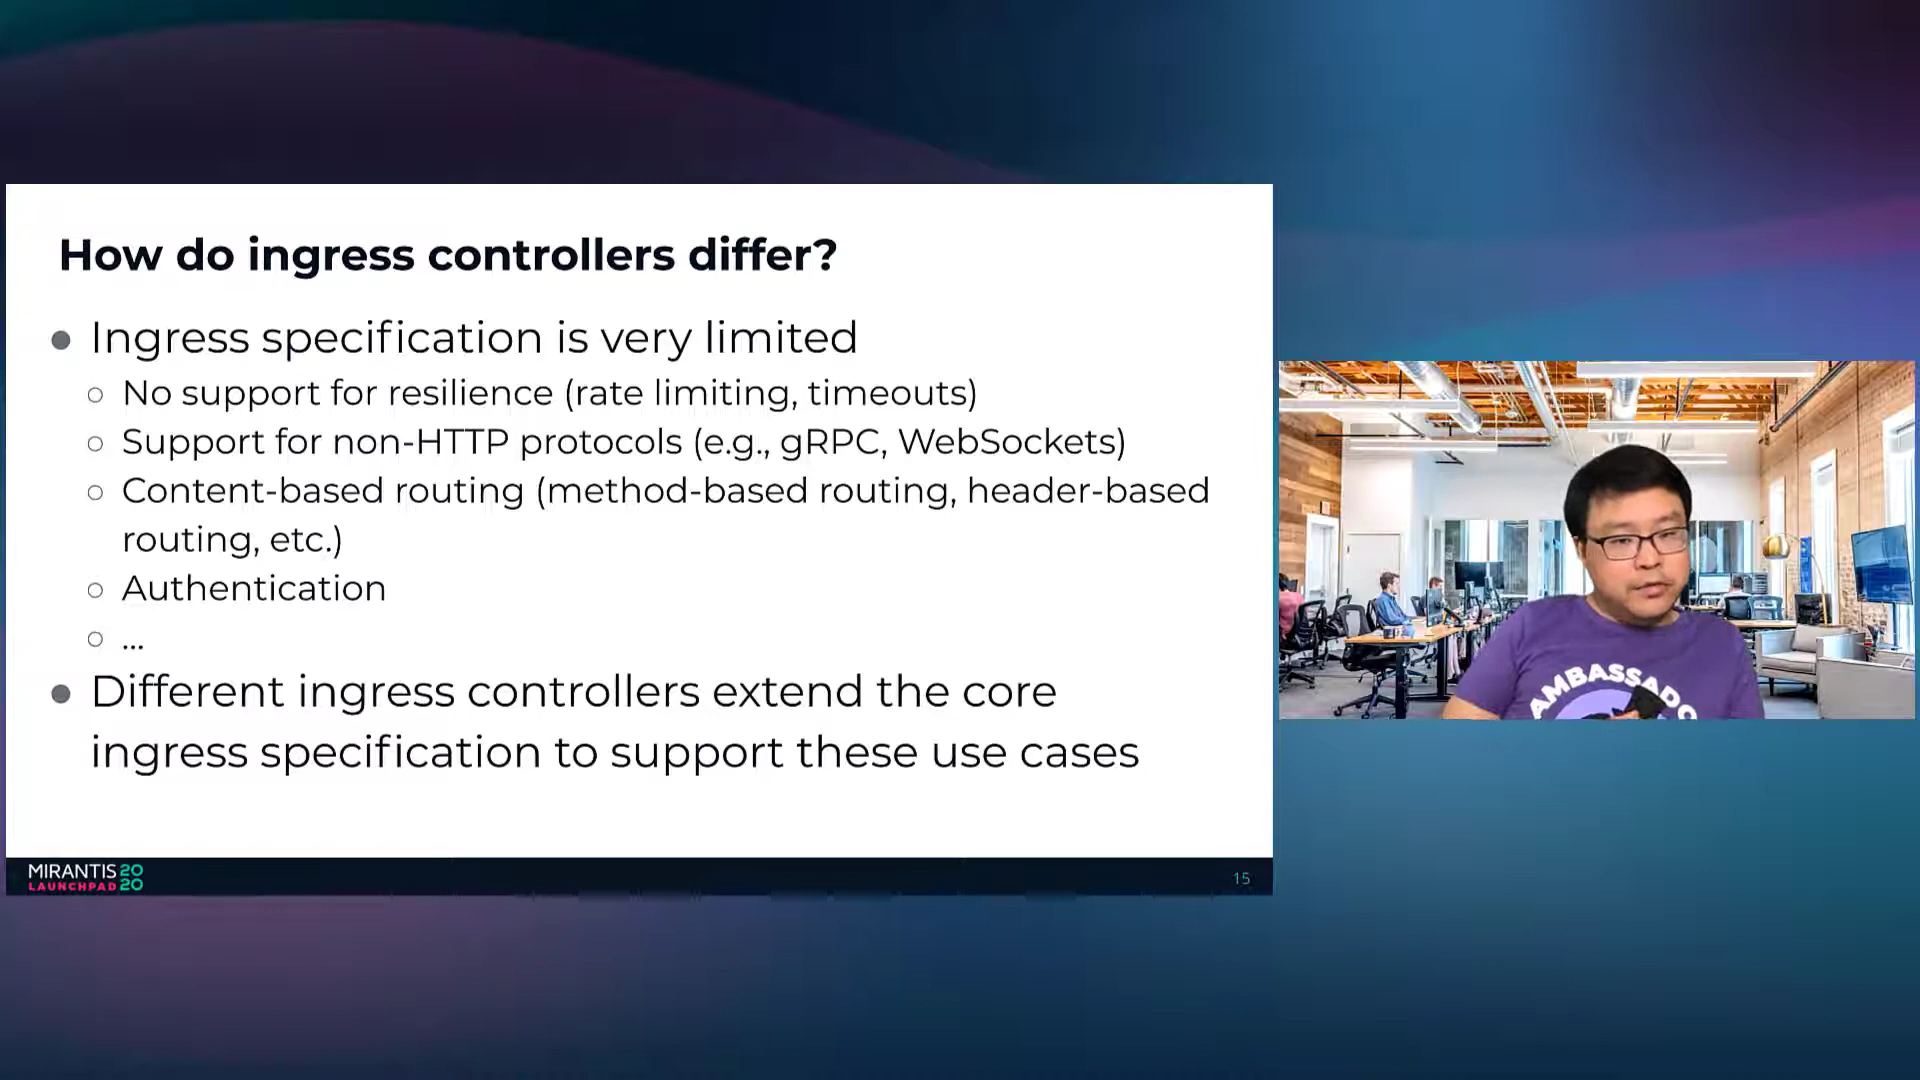 How do ingress controllers differ?
● Ingress specification is very limited
○ No support for resilience (rate limiting, timeouts)
○ Support for non-HTTP protocols (e.g., gRPC, WebSockets)
○ Content-based routing (method-based routing, header-based
routing, etc.)
○ Authentication
○ ...
● Different ingress controllers extend the core
ingress specification to support these use cases
MIRANTIS 20
LAUNCHPAD 20
15